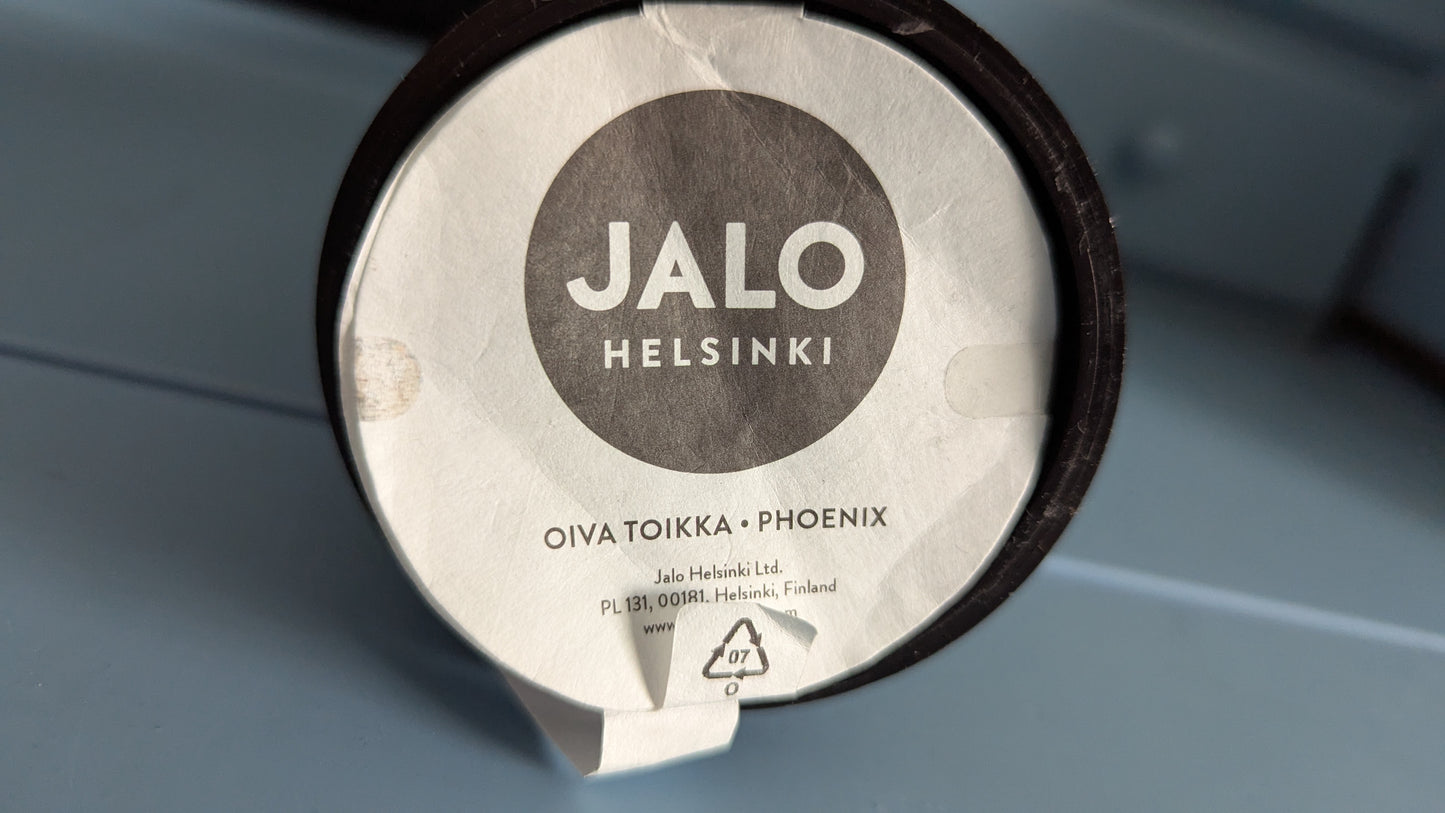 JALO
HELSINKI
OIVA TOIKKA • PHOENIX
Jalo Helsinki Ltd.
PL 131, 00181, Helsinki, Finland
07
O